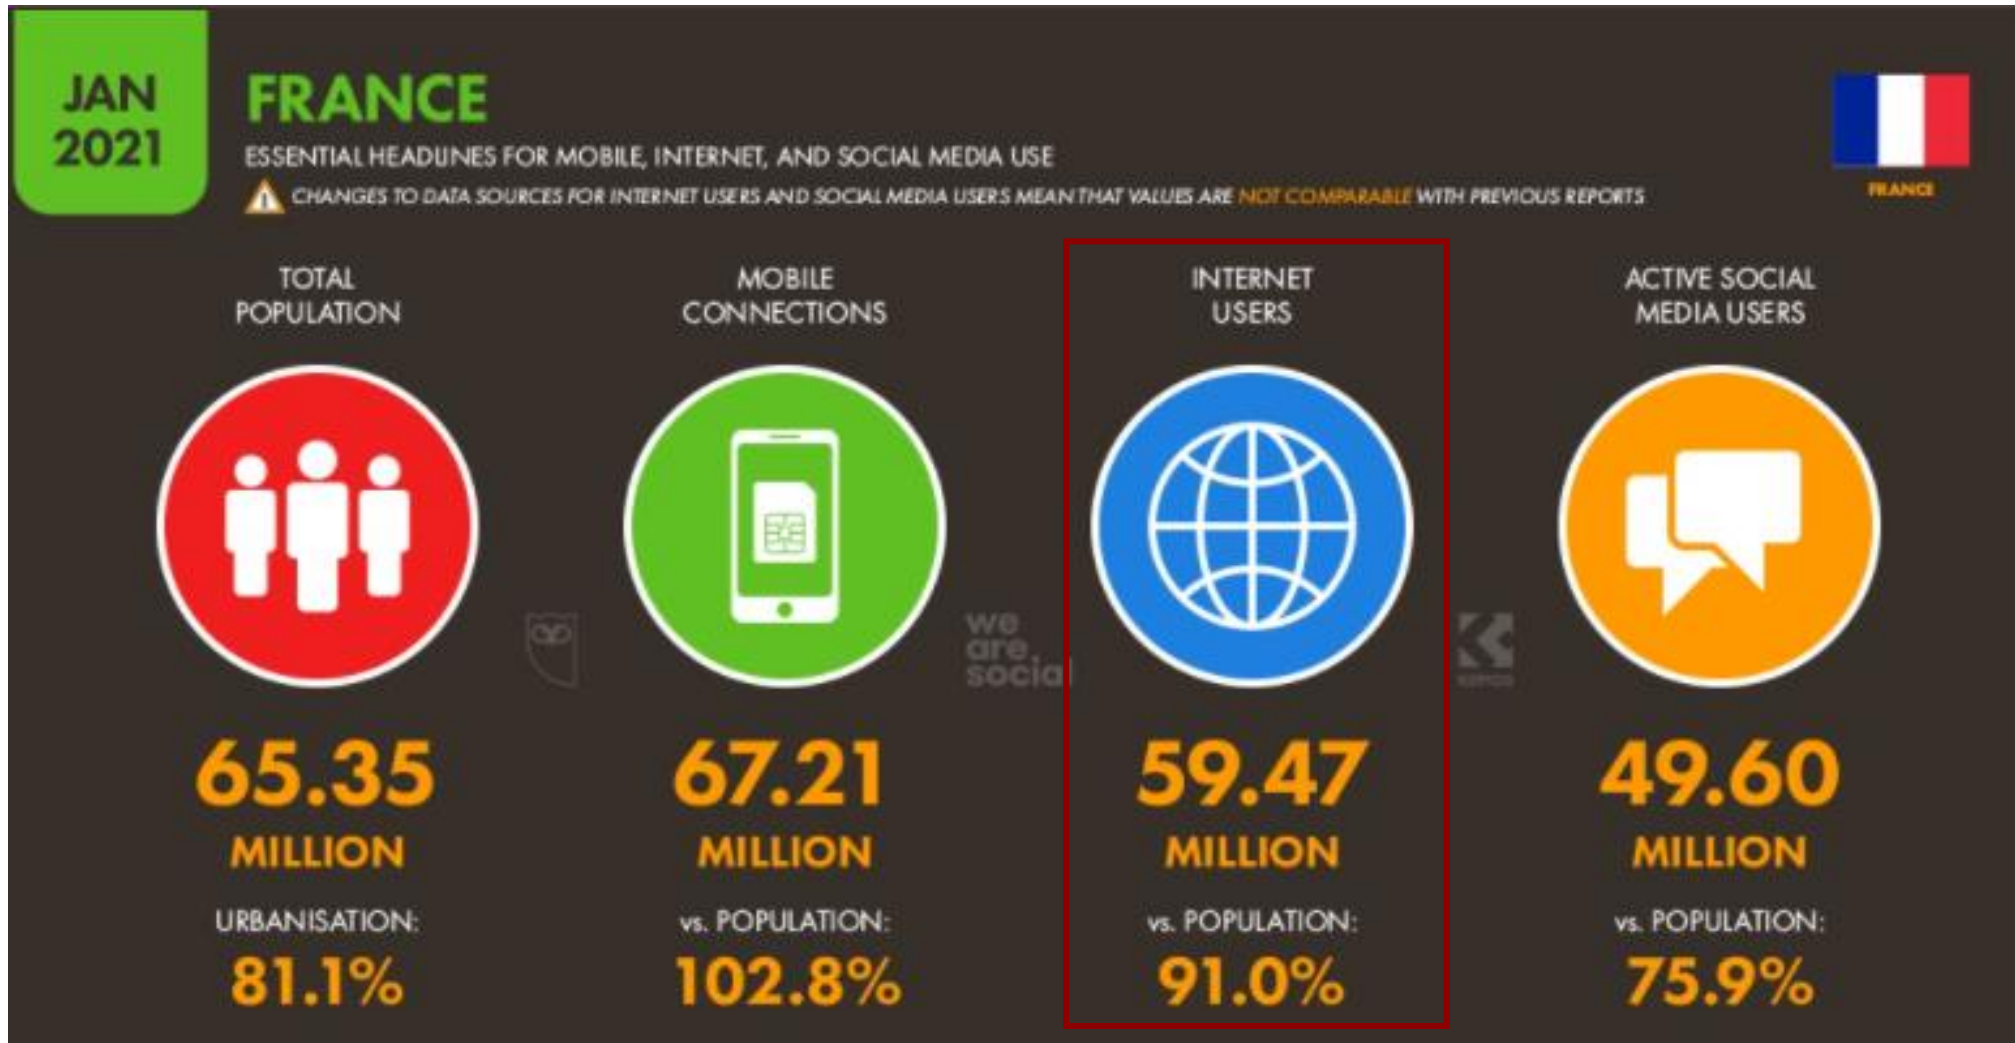 JAN
2021
FRANCE
ESSENTIAL HEADLINES FOR MOBILE, INTERNET, AND SOCIAL MEDIA USE
CHANGES TO DATA SOURCES FOR INTERNET USERS AND SOCIAL MEDIA USERS MEAN THAT VALUES ARE NOT COMPARABLE WITH PREVIOUS REPORTS
FRANCE
TOTAL
POPULATION
65.35
MILLION
URBANISATION:
81.1%
MOBILE
CONNECTIONS
67.21
MILLION
vs. POPULATION:
102.8%
we
are
social
INTERNET
USERS
59.47
MILLION
vs. POPULATION:
91.0%
ACTIVE SOCIAL
MEDIA USERS
49.60
MILLION
vs. POPULATION:
75.9%